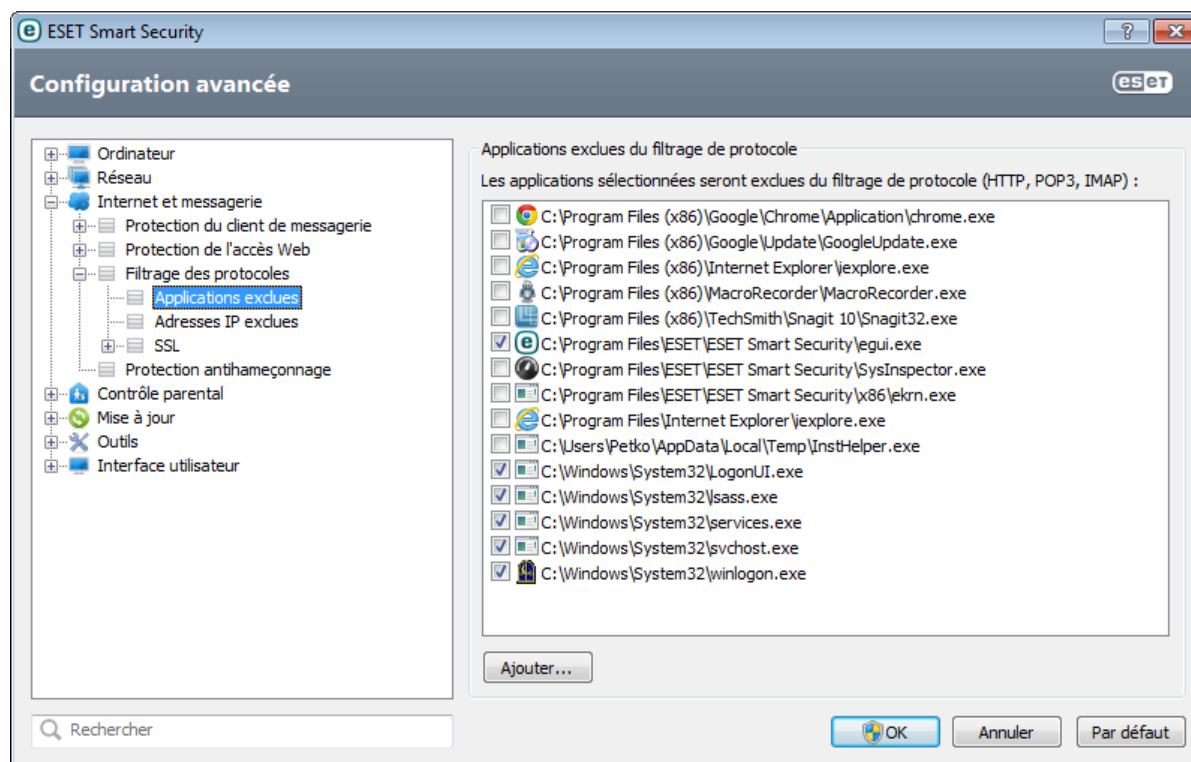 ESET Smart Security
Configuration avancée
eset
Ordinateur
Réseau
Internet et messagerie
Protection du client de messagerie
Protection de l'accès Web
Filtrage des protocoles
Applications exclues
Adresses IP exclues
SSL
Protection antihameçonnage
Contrôle parental
Mise à jour
Outils
Interface utilisateur
Rechercher
Applications exclues du filtrage de protocole
Les applications sélectionnées seront exclues du filtrage de protocole (HTTP, POP3, IMAP) :
C:\Program Files (x86)\Google\Chrome\Application\chrome.exe
C:\Program Files (x86)\Google\Update\GoogleUpdate.exe
C:\Program Files (x86)\Internet Explorer\iexplore.exe
C:\Program Files (x86)\MacroRecorder\MacroRecorder.exe
C:\Program Files (x86)\TechSmith\Snagit 10\Snagit32.exe
C:\Program Files\ESET\ESET Smart Security\egui.exe
C:\Program Files\ESET\ESET Smart Security\SysInspector.exe
C:\Program Files\ESET\ESET Smart Security\x86\ekrn.exe
C:\Program Files\Internet Explorer\iexplore.exe
C:\Users\Petko\AppData\Local\Temp\InstHelper.exe
C:\Windows\System32\LogonUI.exe
C:\Windows\System32\lsass.exe
C:\Windows\System32\services.exe
C:\Windows\System32\svchost.exe
C:\Windows\System32\winlogon.exe
Ajouter...
OK
Annuler
Par défaut